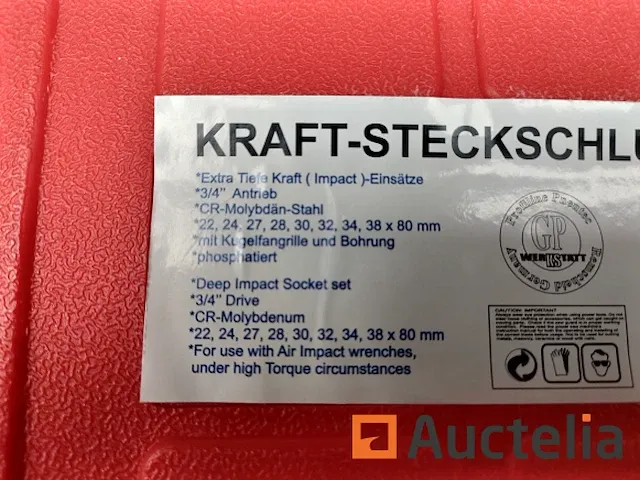 KRAFT-STECKSCHLU
*Extra Tiefe Kraft ( Impact )-Einsätze
*3/4" Antrieb
*CR-Molybdän-Stahl
*22, 24, 27, 28, 30, 32, 34, 38 x 80 mm
*mit Kugelfangrille und Bohrung
*phosphatiert
*Deep Impact Socket set
*3/4" Drive
*CR-Molybdenum
*22, 24, 27, 28, 30, 32, 34, 38 x 80 mm
*For use with Air Impact wrenches,
under high Torque circumstances
GP
WERKSTATT
KS
Remscheid Germany
CAUTION IMPORTANT
Auctelia